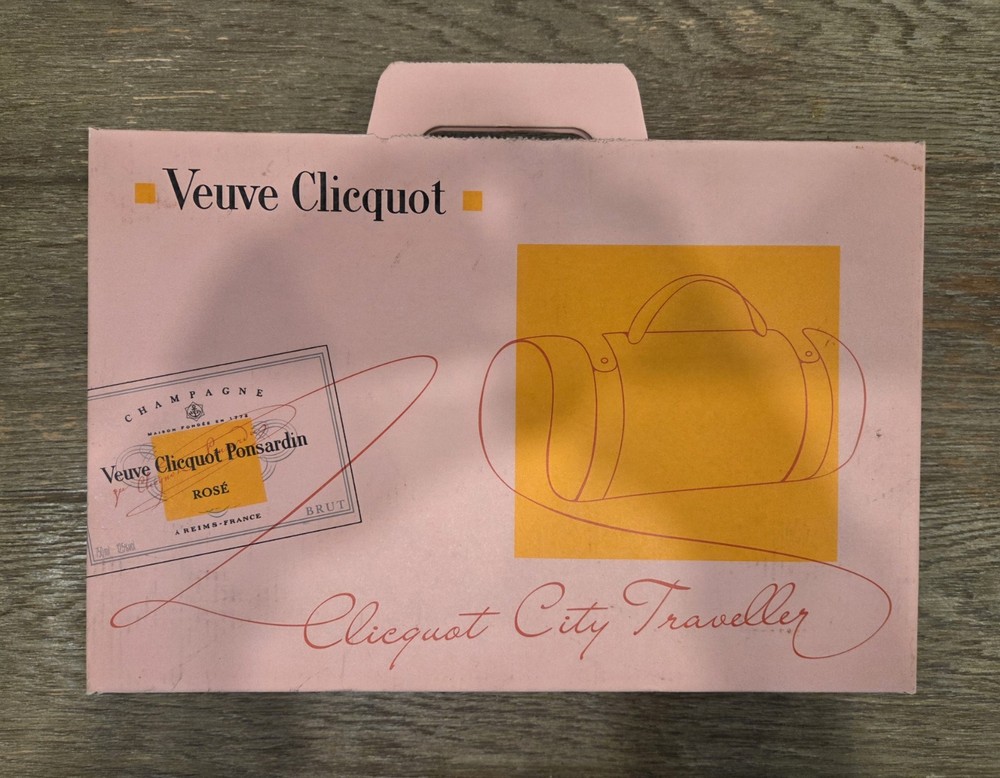 Veuve Clicquot
CHAMPAGNE
MAISON FONDÉE EN 1772
Veuve Clicquot Ponsardin
ROSÉ
À REIMS-FRANCE
BRUT
Clicquot City Traveller